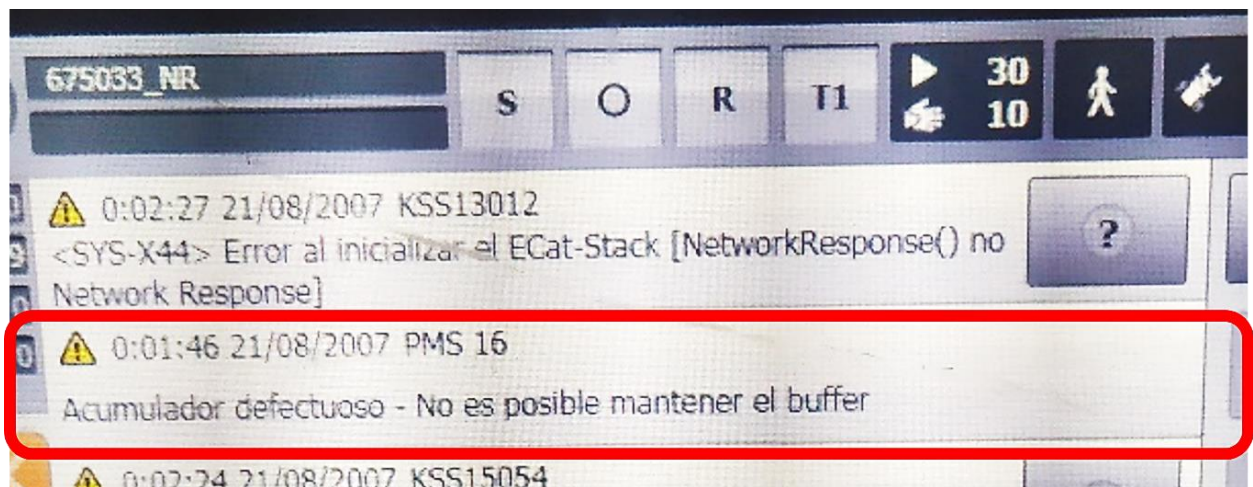 675033_NR
S
O
R
T1
30
10
0:02:27 21/08/2007 KSS13012
?
<SYS-X44> Error al inicializar el ECat-Stack [NetworkResponse() no
Network Response]
0:01:46 21/08/2007 PMS 16
Acumulador defectuoso - No es posible mantener el buffer
0:02:24 21/08/2007 KSS15054